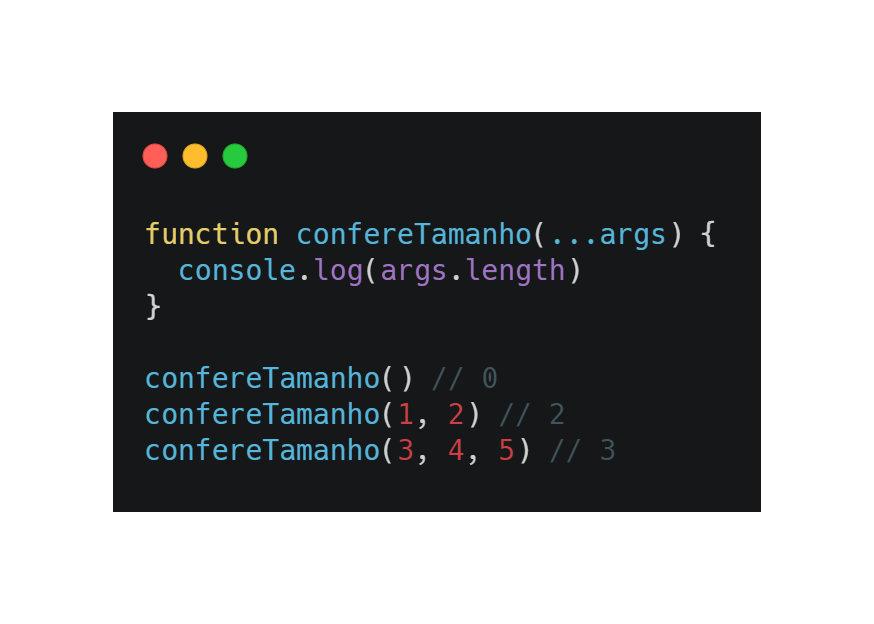 function confereTamanho(...args) {
  console.log(args.length)
}
confereTamanho() // 0
confereTamanho(1, 2) // 2
confereTamanho(3, 4, 5) // 3